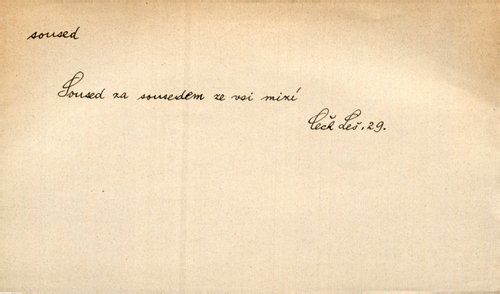 soused
Soused za sousedem ze vsi mizí
Čech Leš. 29.